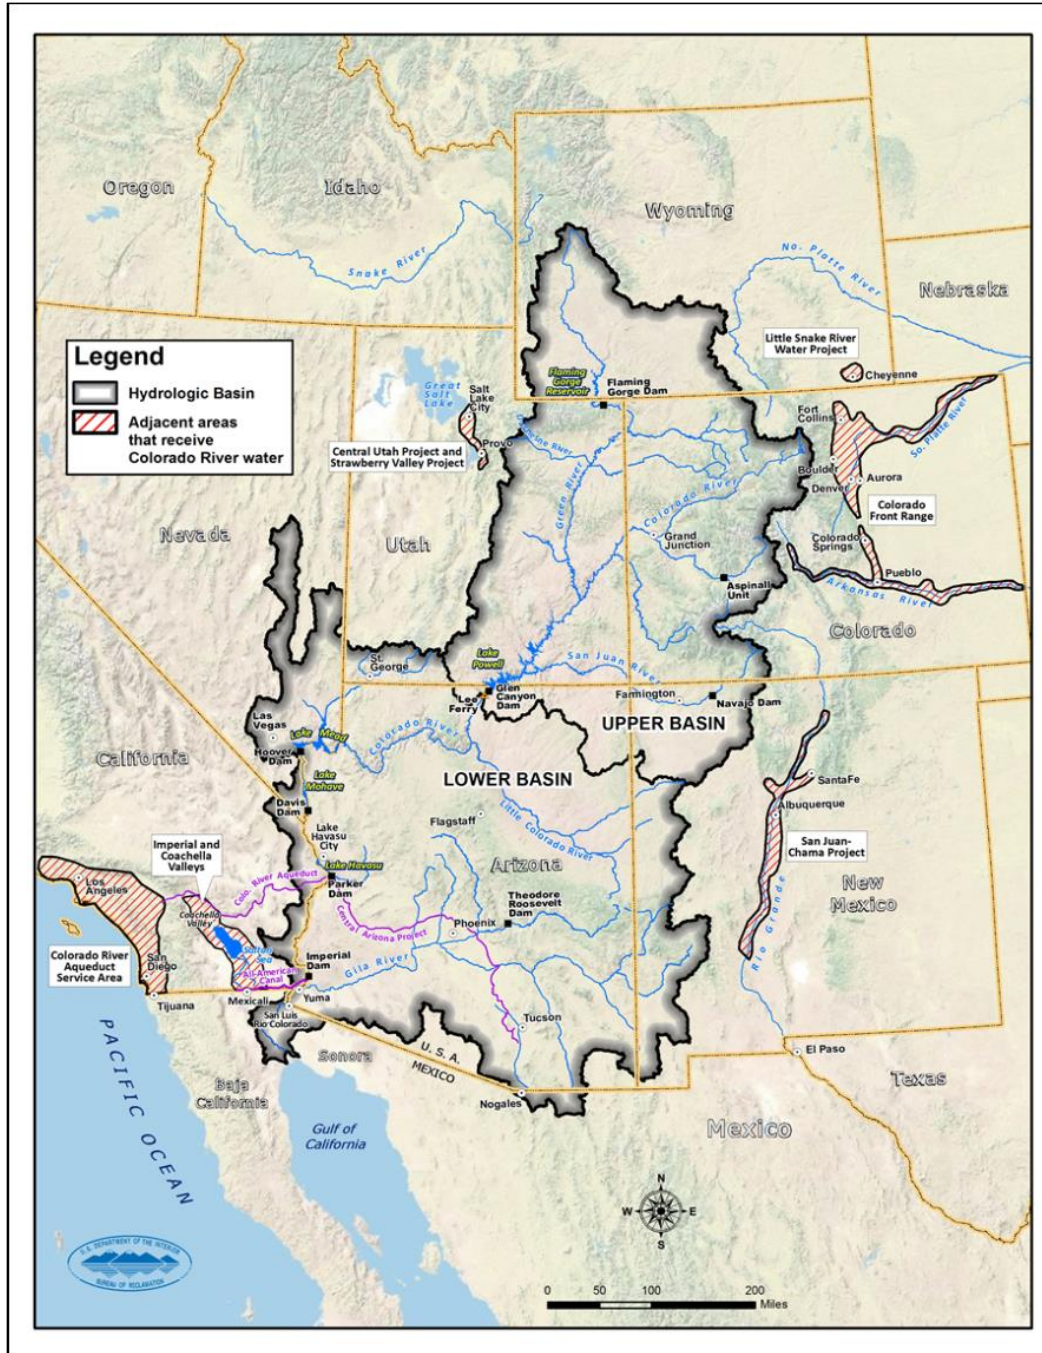 Oregon
Idaho
Wyoming
Snake River
No. Platte River
Nebraska
Legend
Hydrologic Basin
Adjacent areas
that receive
Colorado River water
Little Snake River
Water Project
Cheyenne
Flaming
Gorge
Reservoir
Flaming
Gorge Dam
Great
Salt
Lake
Salt
Lake
City
Provo
Central Utah Project and
Strawberry Valley Project
Green River
Colorado River
Fort
Collins
So. Platte River
Boulder
Denver
Aurora
Colorado
Front Range
Nevada
Utah
Grand
Junction
Colorado
Springs
Aspinall
Unit
Pueblo
Arkansas River
Colorado
St.
George
Lake
Powell
San Juan River
Lee
Ferry
Glen
Canyon
Dam
Farmington
Navajo Dam
UPPER BASIN
Las
Vegas
Lake Mead
Colorado River
Hoover
Dam
California
LOWER BASIN
Lake
Mohave
Davis
Dam
SantaFe
Albuquerque
Little Colorado River
Flagstaff
Lake
Havasu
City
San Juan-
Chama Project
Imperial and
Coachella
Valleys
Lake Havasu
Parker
Dam
Arizona
Los
Angeles
Colo. River Aqueduct
Coachella
Valley
Theodore
Roosevelt
Dam
New
Mexico
Central Arizona Project
Phoenix
Colorado River
Aqueduct
Service Area
San
Diego
Salton
Sea
Imperial
Dam
Gila River
Rio Grande
All-American
Canal
Tijuana
Mexicali
Yuma
San Luis
Rio Colorado
Tucson
Sonora
U. S. A.
MEXICO
El Paso
Texas
Baja
California
Nogales
PACIFIC OCEAN
Gulf of
California
Mexico
N
W
E
S
U.S. DEPARTMENT OF THE INTERIOR
BUREAU OF RECLAMATION
0
50
100
200
Miles